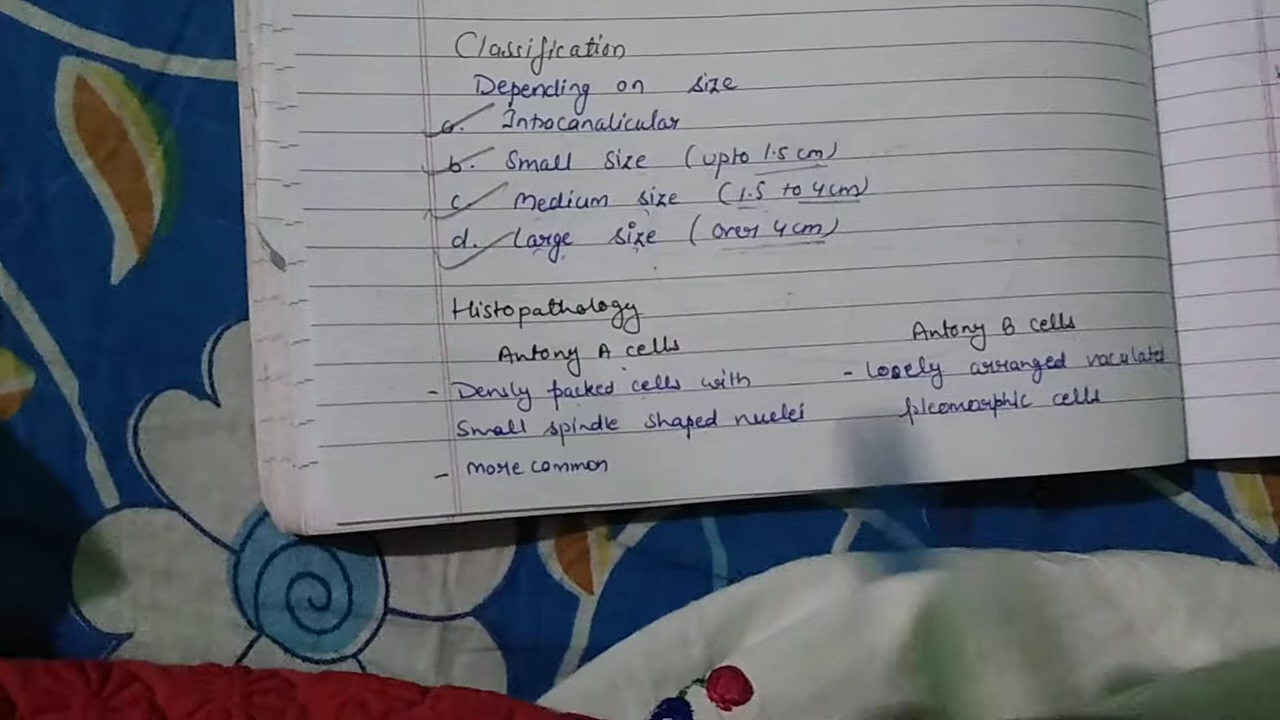 Classification
Depending on size
a. Introcanalicular
b. Small size (upto 1.5 cm)
c. Medium size (1.5 to 4cm)
d. Large size (over 4cm)
Histopathology
Antony A cells
Antony B cells
- Densly packed cells with
- losely arranged vaculated
small spindle shaped nuclei
pleomorphic cells
- more common